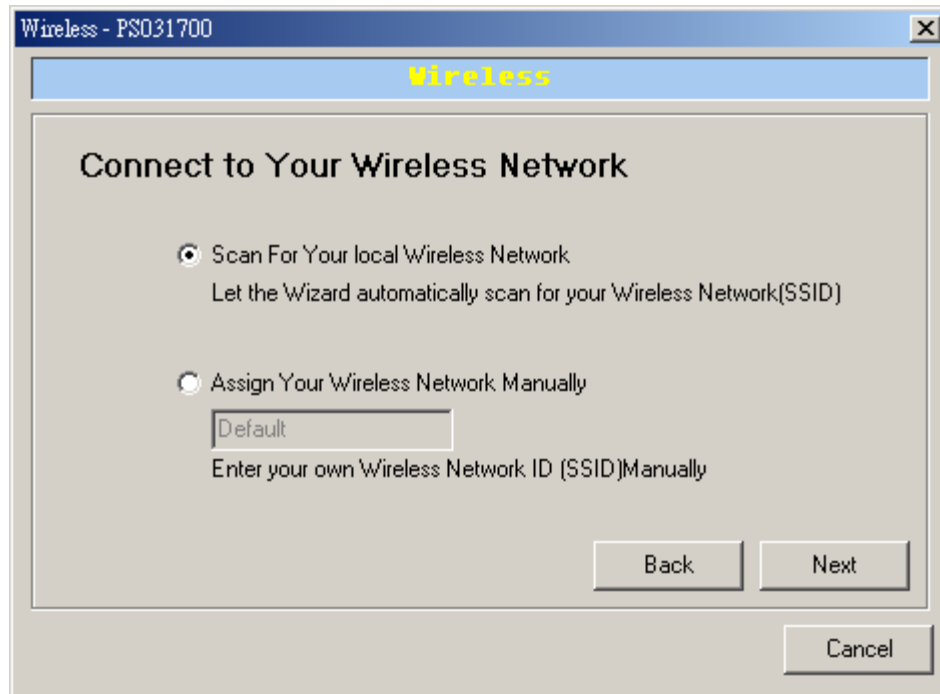 Wireless - PS031700
Wireless
Connect to Your Wireless Network
Scan For Your local Wireless Network
Let the Wizard automatically scan for your Wireless Network(SSID)
Assign Your Wireless Network Manually
Default
Enter your own Wireless Network ID (SSID)Manually
Back
Next
Cancel